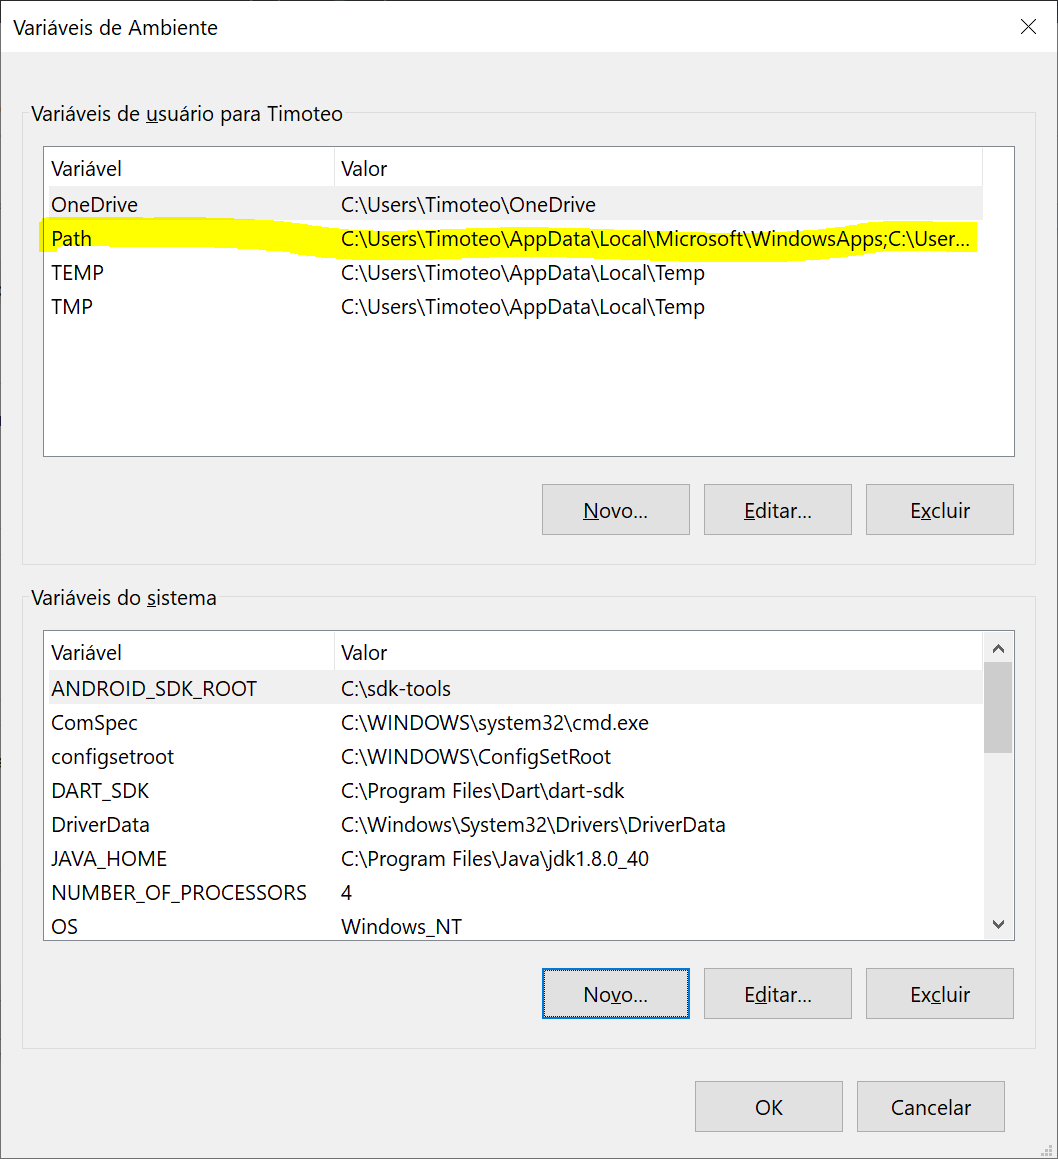 Variáveis de Ambiente
Variáveis de usuário para Timoteo
Variável Valor
OneDrive C:\Users\Timoteo\OneDrive
Path C:\Users\Timoteo\AppData\Local\Microsoft\WindowsApps;C:\User...
TEMP C:\Users\Timoteo\AppData\Local\Temp
TMP C:\Users\Timoteo\AppData\Local\Temp
Novo... Editar... Excluir
Variáveis do sistema
Variável Valor
ANDROID_SDK_ROOT C:\sdk-tools
ComSpec C:\WINDOWS\system32\cmd.exe
configsetroot C:\WINDOWS\ConfigSetRoot
DART_SDK C:\Program Files\Dart\dart-sdk
DriverData C:\Windows\System32\Drivers\DriverData
JAVA_HOME C:\Program Files\Java\jdk1.8.0_40
NUMBER_OF_PROCESSORS 4
OS Windows_NT
Novo... Editar... Excluir
OK Cancelar